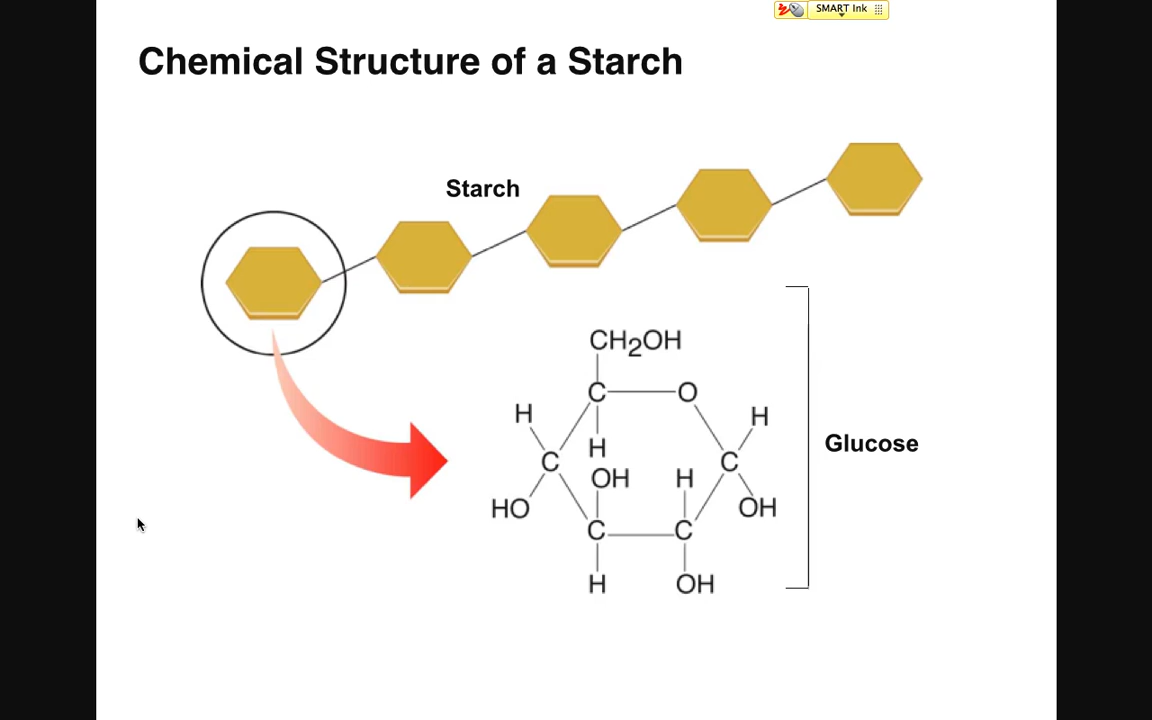 SMART Ink
Chemical Structure of a Starch
Starch
CH2OH
C O
H H
H
C C
Glucose
OH H
HO OH
C C
H OH